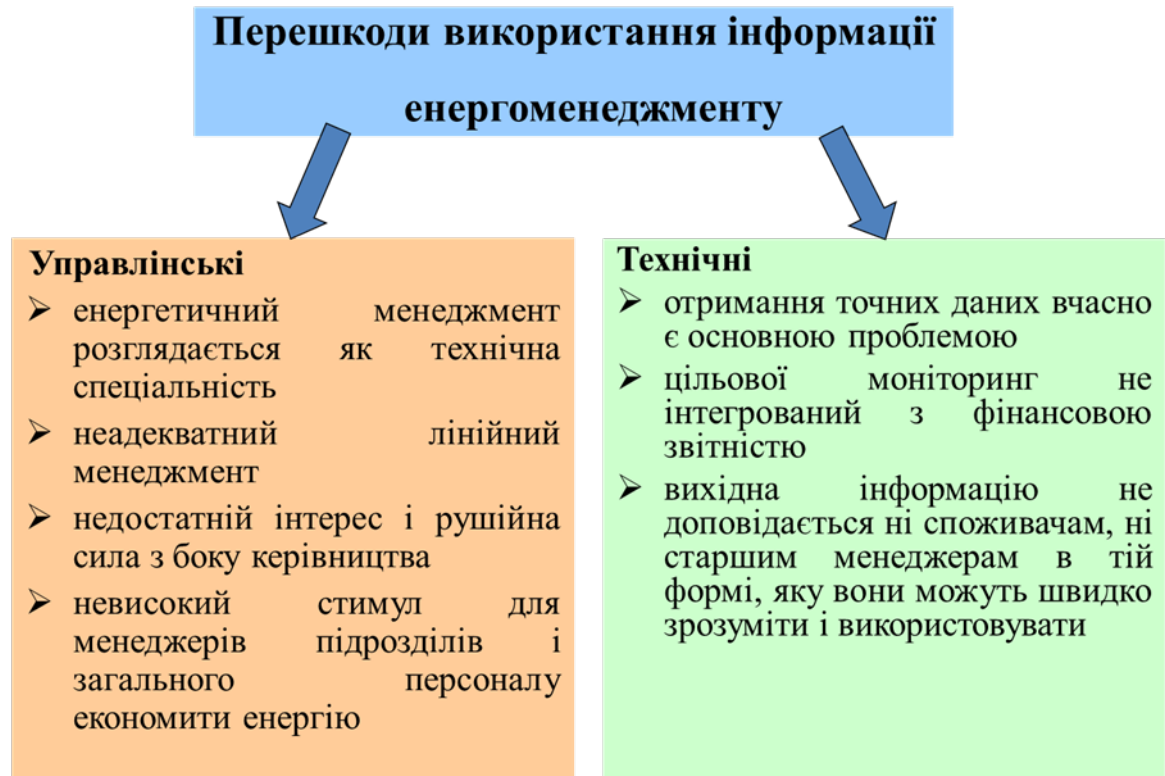 Перешкоди використання інформації
енергоменеджменту
Управлінські
➢ енергетичний менеджмент
розглядається як технічна
спеціальність
➢ неадекватний лінійний
менеджмент
➢ недостатній інтерес і рушійна
сила з боку керівництва
➢ невисокий стимул для
менеджерів підрозділів і
загального персоналу
економити енергію
Технічні
➢ отримання точних даних вчасно
є основною проблемою
➢ цільової моніторинг не
інтегрований з фінансовою
звітністю
➢ вихідна інформацію не
доповідається ні споживачам, ні
старшим менеджерам в тій
формі, яку вони можуть швидко
зрозуміти і використовувати